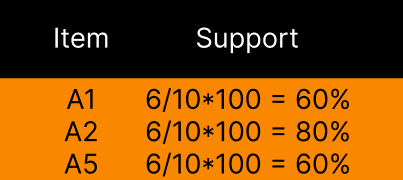 Item Support
A1 6/10*100 = 60%
A2 6/10*100 = 80%
A5 6/10*100 = 60%